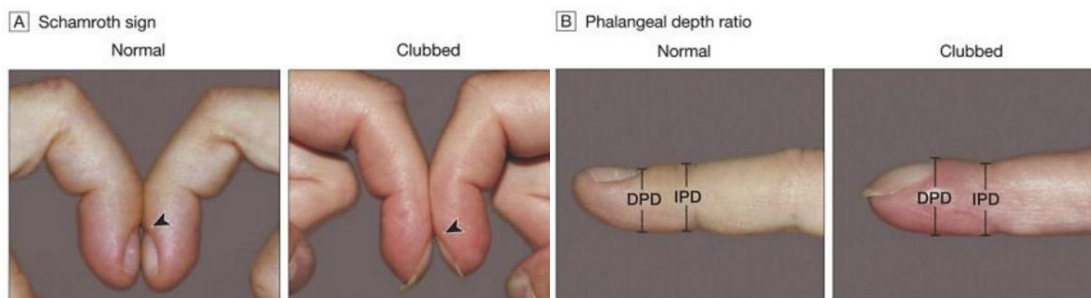 A Schamroth sign
Normal
Clubbed
B Phalangeal depth ratio
Normal
Clubbed
DPD
IPD
DPD
IPD